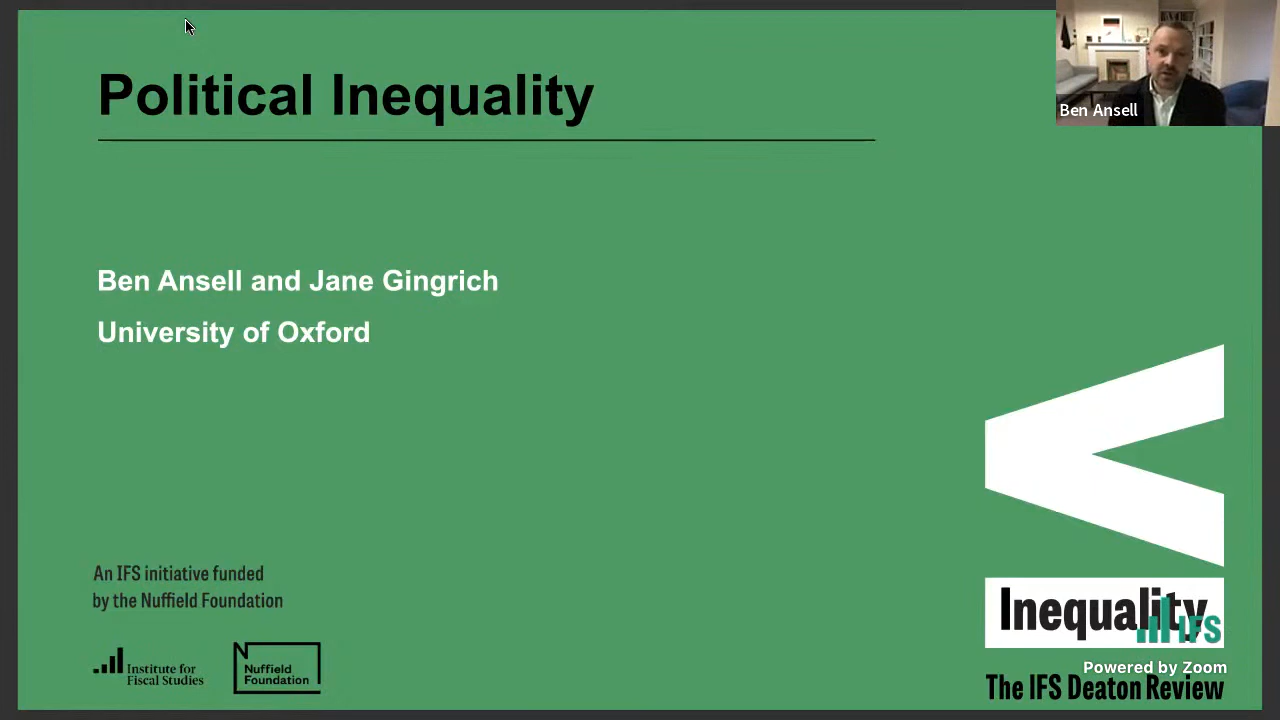 Political Inequality
Ben Ansell
Ben Ansell and Jane Gingrich
University of Oxford
An IFS initiative funded
by the Nuffield Foundation
Institute for
Fiscal Studies
Nuffield
Foundation
Inequality
IFS
Powered by Zoom
The IFS Deaton Review